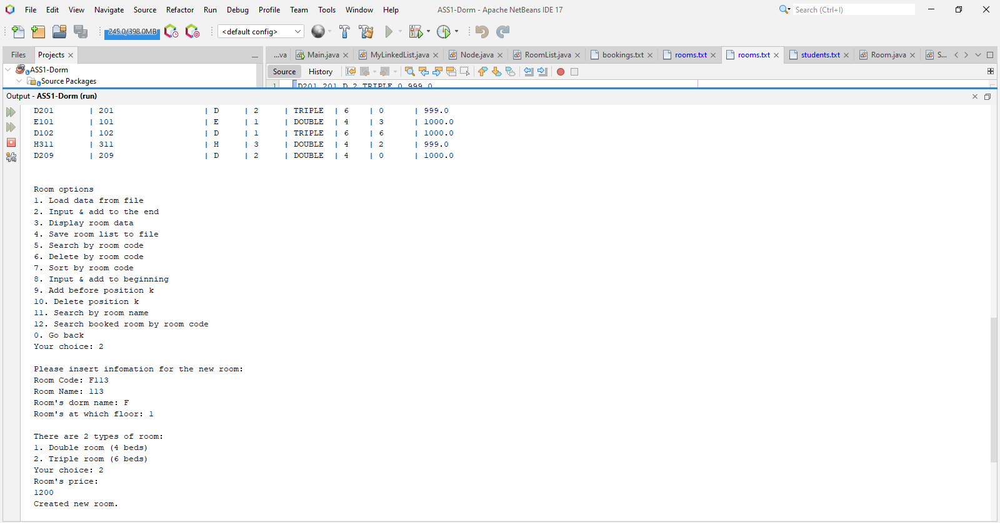 File Edit View Navigate Source Refactor Run Debug Profile Team Tools Window Help ASS1-Dorm - Apache NetBeans IDE 17 Search (Ctrl+I)
245.0/398.0MB <default config>
Files Projects ...va Main.java MyLinkedList.java Node.java RoomList.java bookings.txt rooms.txt rooms.txt students.txt Room.java S...
ASS1-Dorm Source History
Source Packages 1 D201 201 D 2 TRIPLE 0 999.0
Output - ASS1-Dorm (run)
D201 | 201 | D | 2 | TRIPLE | 6 | 0 | 999.0
E101 | 101 | E | 1 | DOUBLE | 4 | 3 | 1000.0
D102 | 102 | D | 1 | TRIPLE | 6 | 6 | 1000.0
H311 | 311 | H | 3 | DOUBLE | 4 | 2 | 999.0
D209 | 209 | D | 2 | DOUBLE | 4 | 0 | 1000.0
Room options
1. Load data from file
2. Input & add to the end
3. Display room data
4. Save room list to file
5. Search by room code
6. Delete by room code
7. Sort by room code
8. Input & add to beginning
9. Add before position k
10. Delete position k
11. Search by room name
12. Search booked room by room code
0. Go back
Your choice: 2
Please insert infomation for the new room:
Room Code: F113
Room Name: 113
Room's dorm name: F
Room's at which floor: 1
There are 2 types of room:
1. Double room (4 beds)
2. Triple room (6 beds)
Your choice: 2
Room's price:
1200
Created new room.